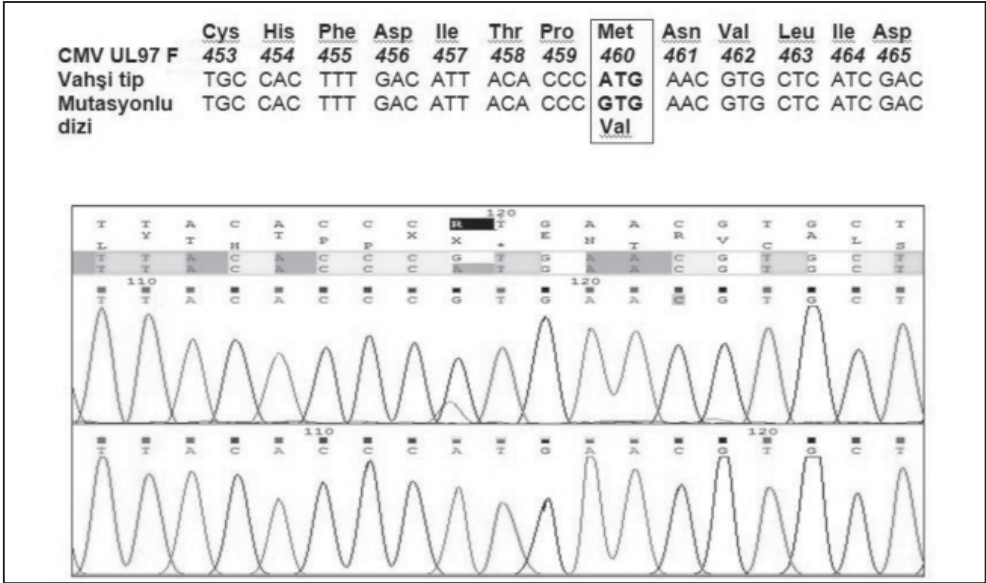 Cys His Phe Asp Ile Thr Pro Met Asn Val Leu Ile Asp
CMV UL97 F 453 454 455 456 457 458 459 460 461 462 463 464 465
Vahşi tip TGC CAC TTT GAC ATT ACA CCC ATG AAC GTG CTC ATC GAC
Mutasyonlu TGC CAC TTT GAC ATT ACA CCC GTG AAC GTG CTC ATC GAC
dizi Val
120
T T A C A C C C R T G A A C G T G C T
Y T H T P P X X * E N T R V C A L S
L
T T A C A C C C G T G A A C G T G C T
T T A C A C C C A T G A A C G T G C T
110 120
T T A C A C C C G T G A A C G T G C T
110 120
T T A C A C C C A T G A A C G T G C T